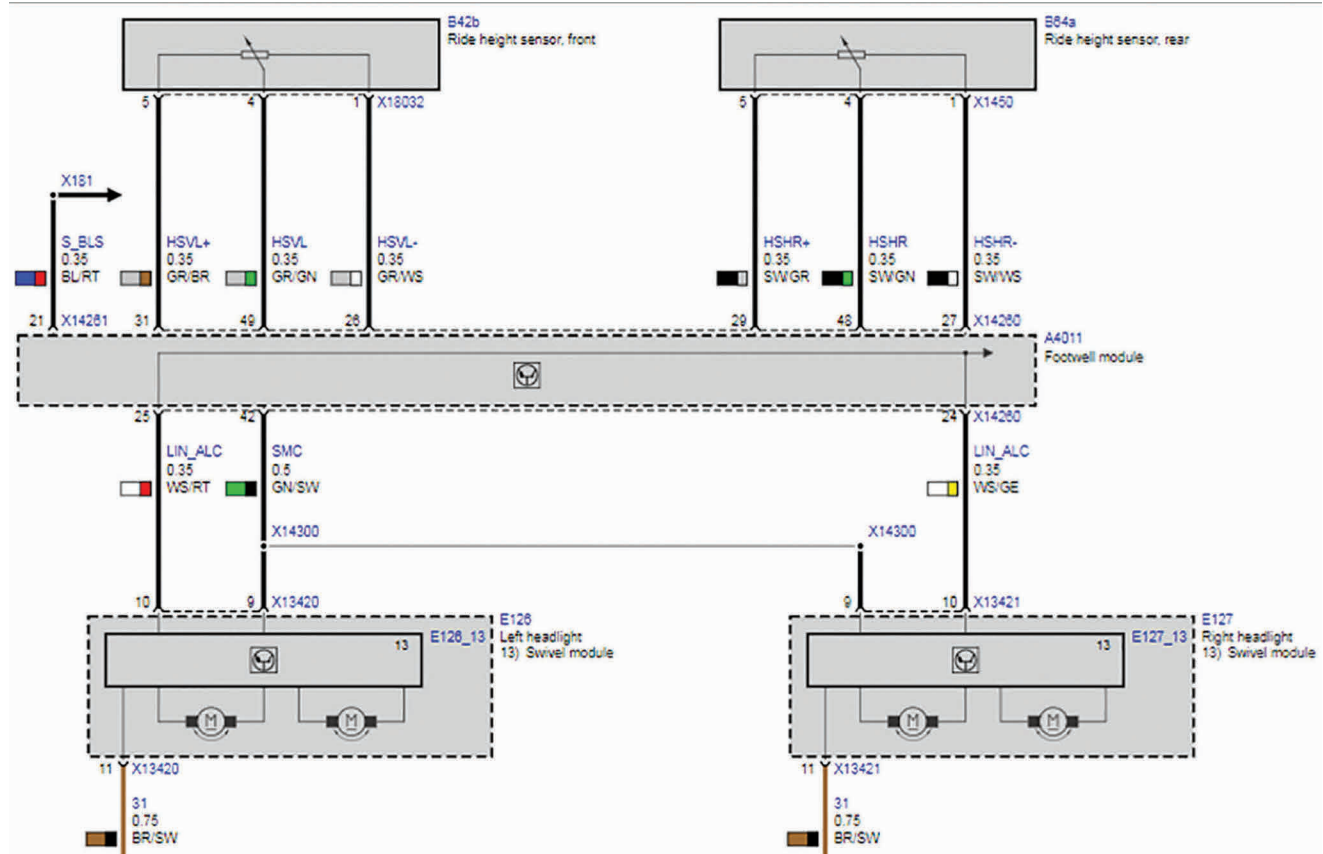 B42b
Ride height sensor, front
B64a
Ride height sensor, rear
5 4 1 X18032
5 4 1 X1450
X181
S_BLS
0.35
BL/RT
HSVL+
0.35
GR/BR
HSVL
0.35
GR/GN
HSVL-
0.35
GR/WS
HSHR+
0.35
SW/GR
HSHR
0.35
SW/GN
HSHR-
0.35
SW/WS
21 X14261 31 49 26 29 48 27 X14260
A4011
Footwell module
25 42 24 X14260
LIN_ALC
0.35
WS/RT
SMC
0.5
GN/SW
LIN_ALC
0.35
WS/GE
X14300
X14300
10 9 X13420
9 10 X13421
E126
Left headlight
13) Swivel module
E126_13
13
E127
Right headlight
13) Swivel module
E127_13
13
M M
M M
11 X13420
11 X13421
31
0.75
BR/SW
31
0.75
BR/SW